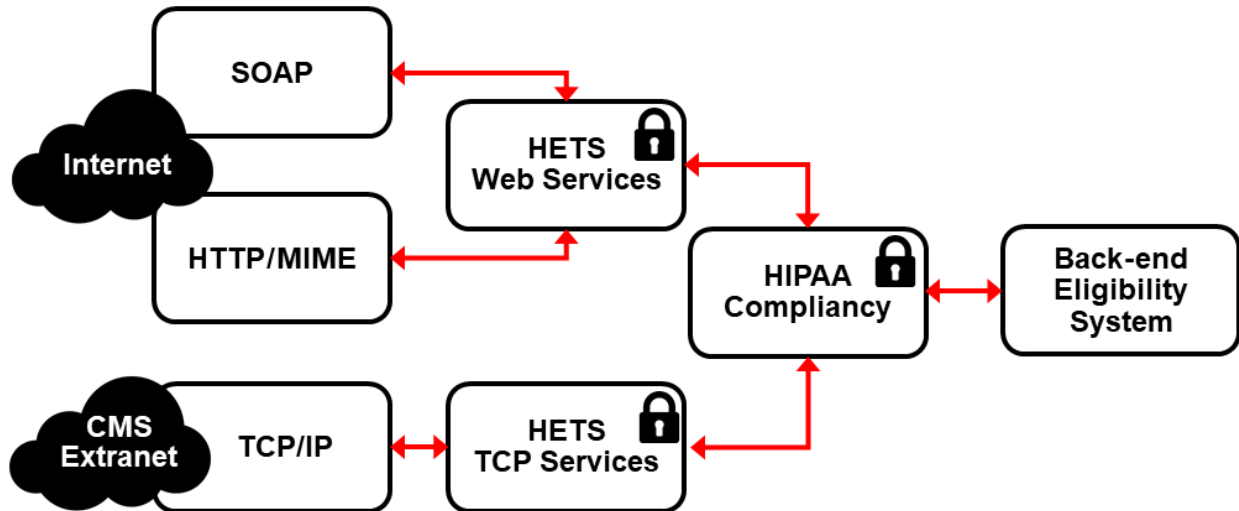 SOAP
Internet
HETS
Web Services
HTTP/MIME
HIPAA
Compliancy
Back-end
Eligibility
System
CMS
Extranet
TCP/IP
HETS
TCP Services